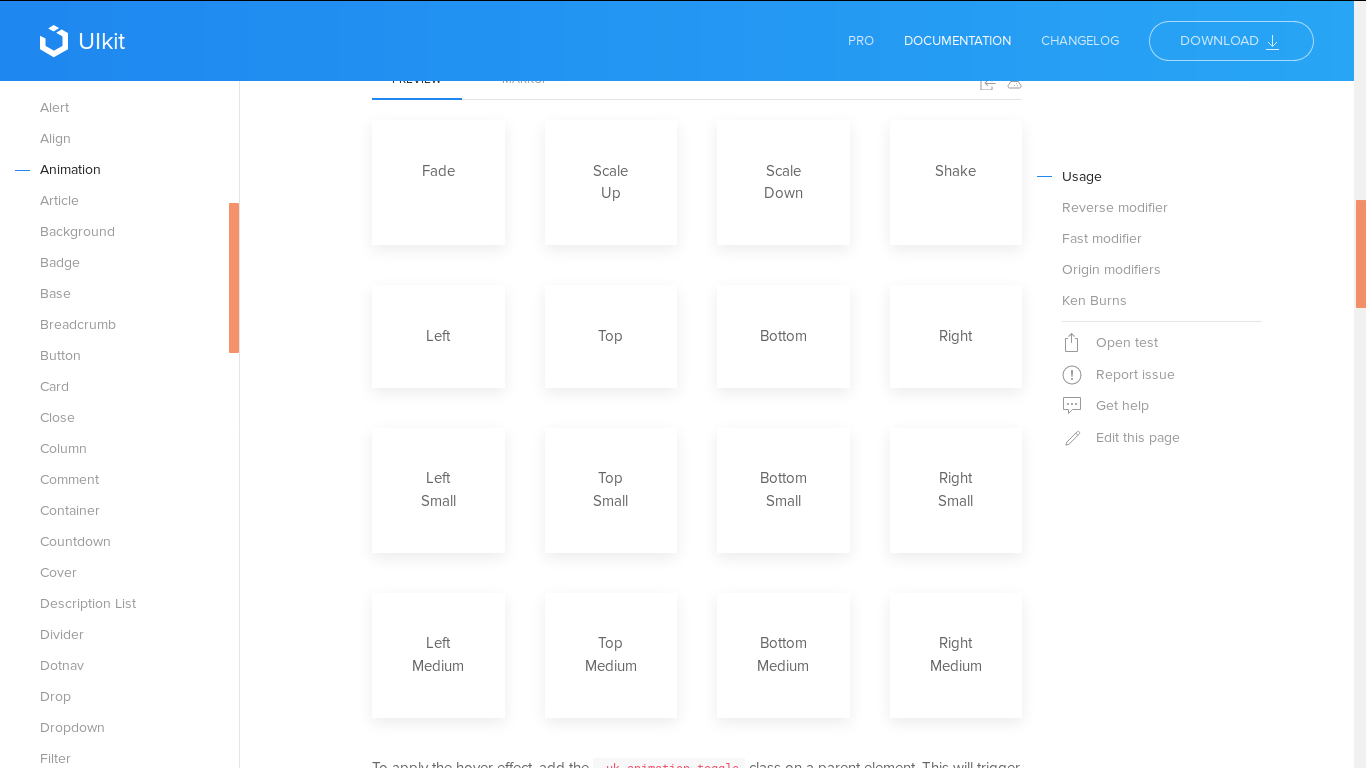 UIkit
PRO
DOCUMENTATION
CHANGELOG
DOWNLOAD
PREVIEW
MARKUP
Alert
Align
Animation
Article
Background
Badge
Base
Breadcrumb
Button
Card
Close
Column
Comment
Container
Countdown
Cover
Description List
Divider
Dotnav
Drop
Dropdown
Filter
Fade
Scale
Up
Scale
Down
Shake
Left
Top
Bottom
Right
Left
Small
Top
Small
Bottom
Small
Right
Small
Left
Medium
Top
Medium
Bottom
Medium
Right
Medium
To apply the hover effect, add the uk-animation-toggle class on a parent element. This will trigger
Usage
Reverse modifier
Fast modifier
Origin modifiers
Ken Burns
Open test
Report issue
Get help
Edit this page